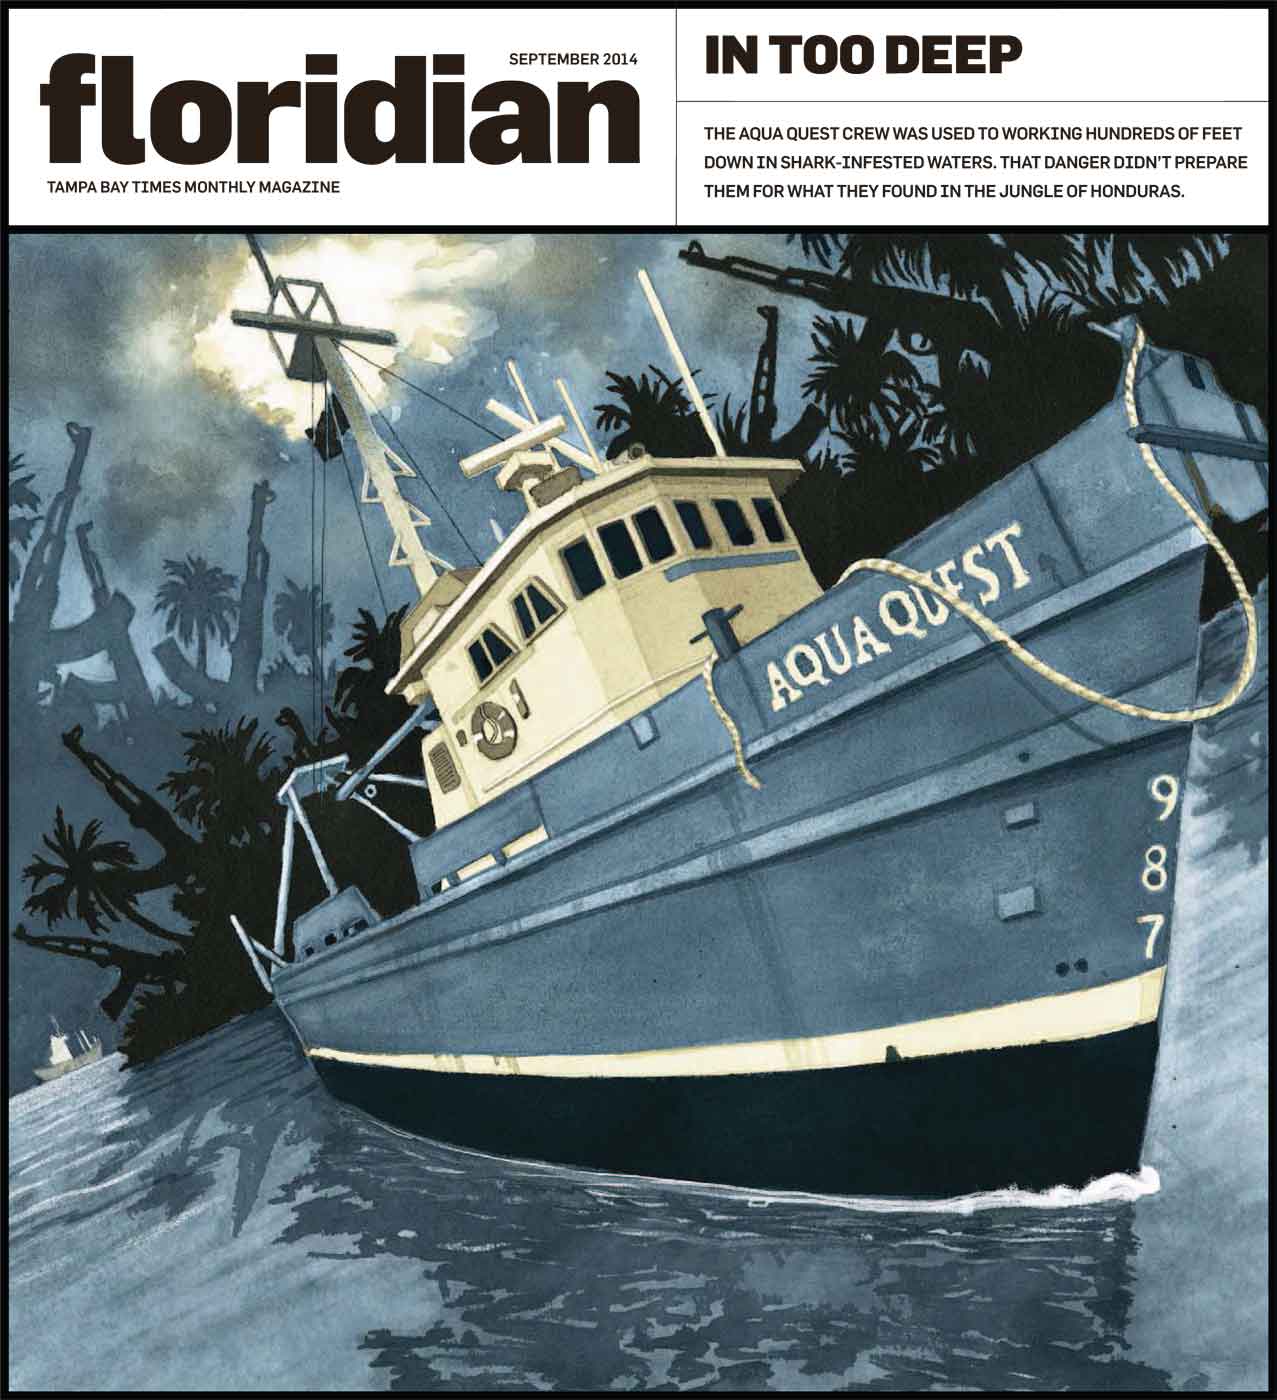 floridian
SEPTEMBER 2014
TAMPA BAY TIMES MONTHLY MAGAZINE
IN TOO DEEP
THE AQUA QUEST CREW WAS USED TO WORKING HUNDREDS OF FEET
DOWN IN SHARK-INFESTED WATERS. THAT DANGER DIDN'T PREPARE
THEM FOR WHAT THEY FOUND IN THE JUNGLE OF HONDURAS.
AQUA QUEST
9
8
7